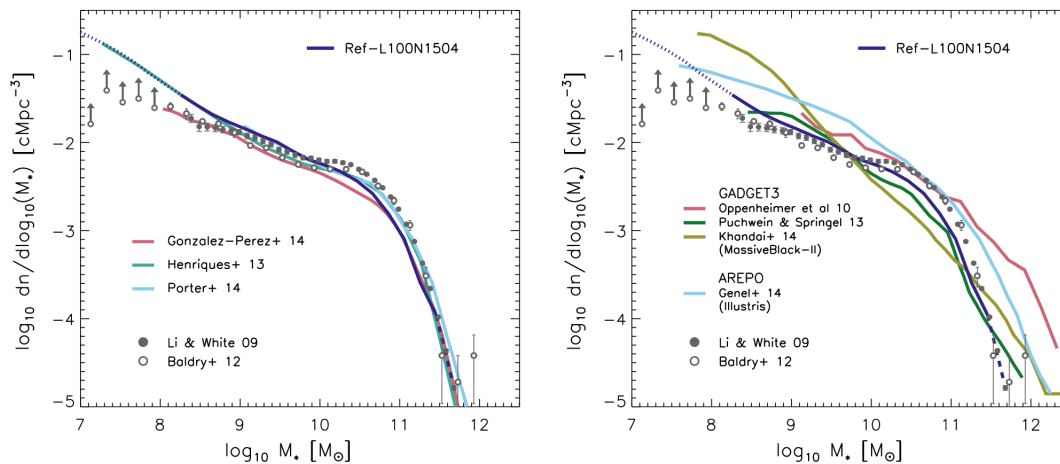 Ref-L100N1504
Gonzalez-Perez+ 14
Henriques+ 13
Porter+ 14
Li & White 09
Baldry+ 12
log₁₀ dn/dlog₁₀(M*) [cMpc⁻³]
-1
-2
-3
-4
-5
7 8 9 10 11 12
log₁₀ M* [M⊙]
Ref-L100N1504
GADGET3
Oppenheimer et al 10
Puchwein & Springel 13
Khandai+ 14
(MassiveBlack-II)
AREPO
Genel+ 14
(Illustris)
Li & White 09
Baldry+ 12
log₁₀ dn/dlog₁₀(M*) [cMpc⁻³]
-1
-2
-3
-4
-5
7 8 9 10 11 12
log₁₀ M* [M⊙]